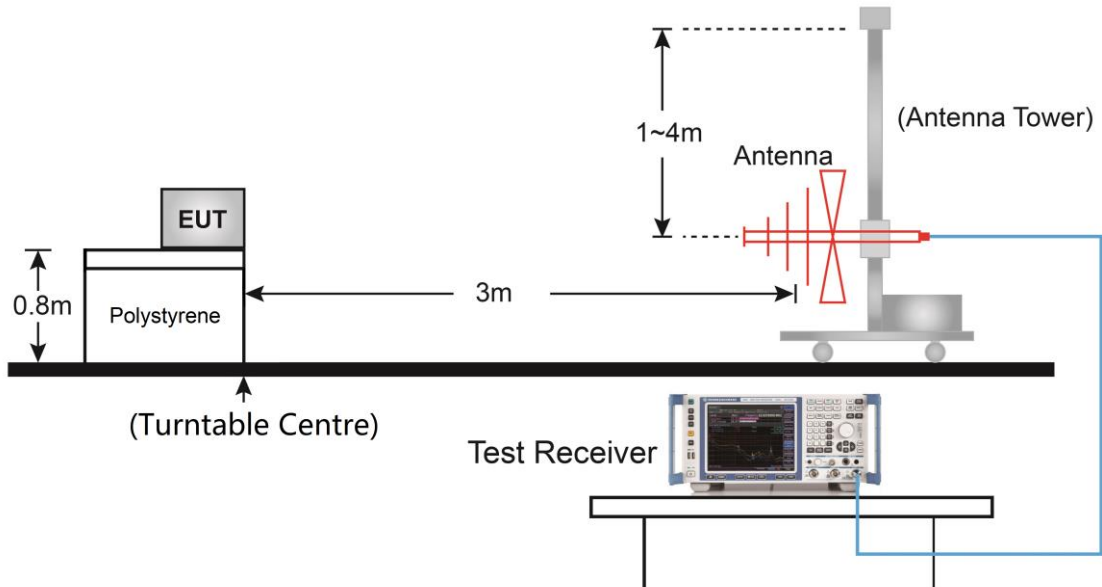 1~4m
(Antenna Tower)
Antenna
EUT
0.8m
Polystyrene
3m
(Turntable Centre)
Test Receiver